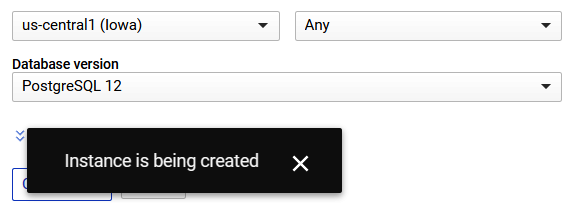 us-central1 (Iowa)
Any
Database version
PostgreSQL 12
Instance is being created